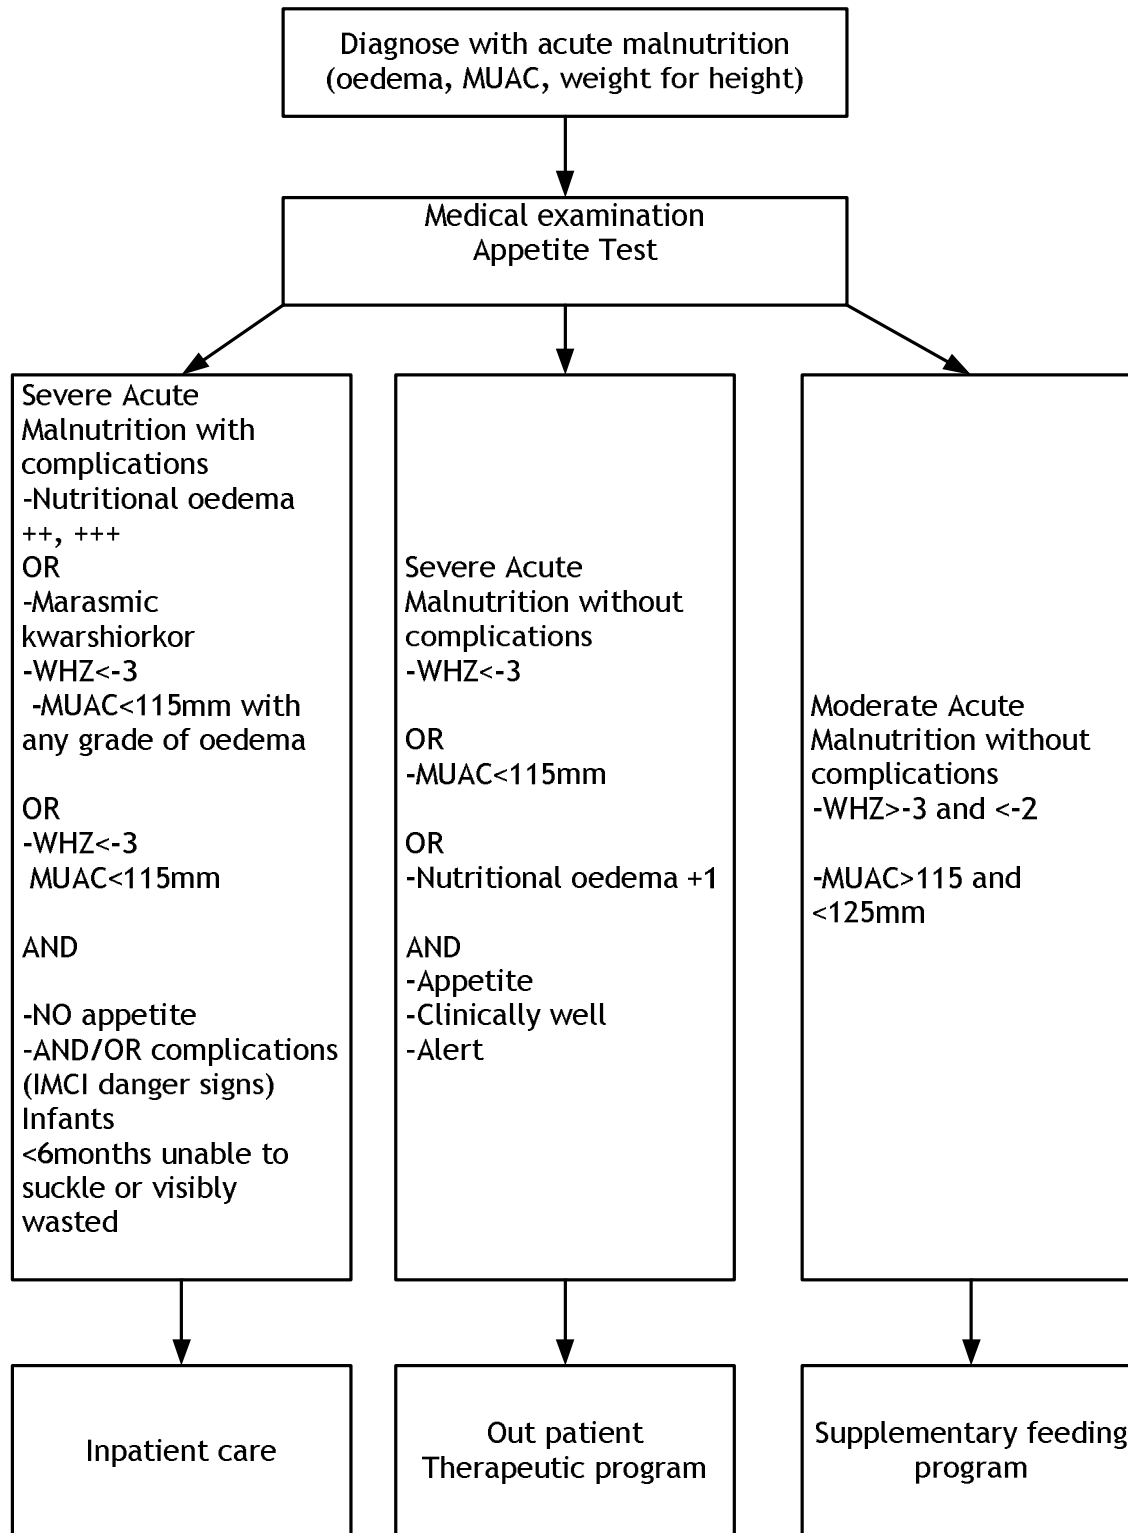 Diagnose with acute malnutrition
(oedema, MUAC, weight for height)
Medical examination
Appetite Test
Severe Acute
Malnutrition with
complications
-Nutritional oedema
++, +++
OR
-Marasmic
kwarshiorkor
-WHZ<-3
-MUAC<115mm with
any grade of oedema
OR
-WHZ<-3
MUAC<115mm
AND
-NO appetite
-AND/OR complications
(IMCI danger signs)
Infants
<6months unable to
suckle or visibly
wasted
Severe Acute
Malnutrition without
complications
-WHZ<-3
OR
-MUAC<115mm
OR
-Nutritional oedema +1
AND
-Appetite
-Clinically well
-Alert
Moderate Acute
Malnutrition without
complications
-WHZ>-3 and <-2
-MUAC>115 and
<125mm
Inpatient care
Out patient
Therapeutic program
Supplementary feeding
program